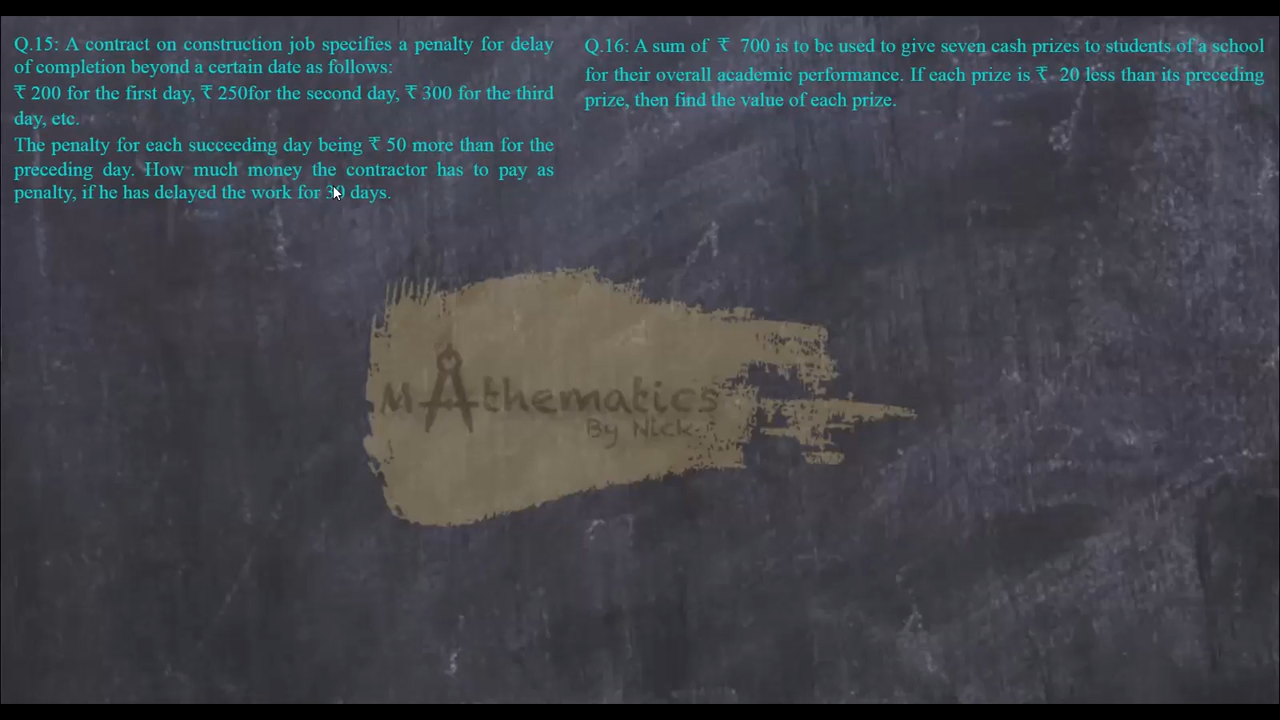 Q.15: A contract on construction job specifies a penalty for delay
of completion beyond a certain date as follows:
₹ 200 for the first day, ₹ 250for the second day, ₹ 300 for the third
day, etc.
The penalty for each succeeding day being ₹ 50 more than for the
preceding day. How much money the contractor has to pay as
penalty, if he has delayed the work for 30 days.
Q.16: A sum of ₹ 700 is to be used to give seven cash prizes to students of a school
for their overall academic performance. If each prize is ₹ 20 less than its preceding
prize, then find the value of each prize.
MAthematics
By Nick